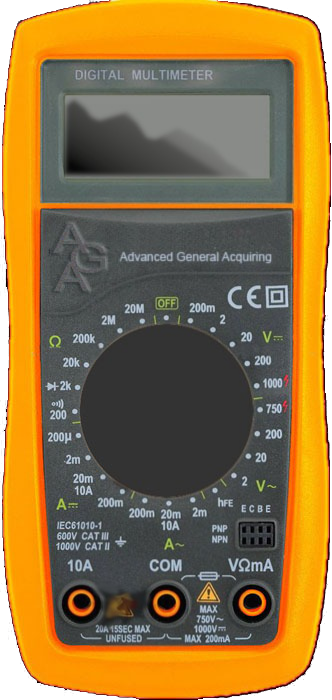 DIGITAL MULTIMETER
AGA
Advanced General Acquiring
CE
OFF
20M
200m
2M
2
Ω
200k
20
V⎓
20k
200
2k
1000
200
750
200µ
200
2m
20
20m
10A
2
V~
A⎓
200m
hFE
200m
2m
20m
10A
A~
E C B E
PNP
NPN
IEC61010-1
600V CAT III
1000V CAT II
10A
COM
VΩmA
MAX
750V~
1000V⎓
20A 15SEC MAX
UNFUSED
MAX 200mA